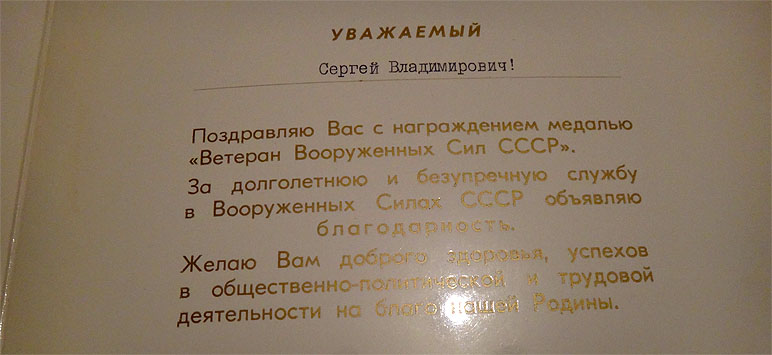 УВАЖАЕМЫЙ
Сергей Владимирович!
Поздравляю Вас с награждением медалью
«Ветеран Вооруженных Сил СССР».
За долголетнюю и безупречную службу
в Вооруженных Силах СССР объявляю
благодарность.
Желаю Вам доброго здоровья, успехов
в общественно-политической и трудовой
деятельности на благо нашей Родины.